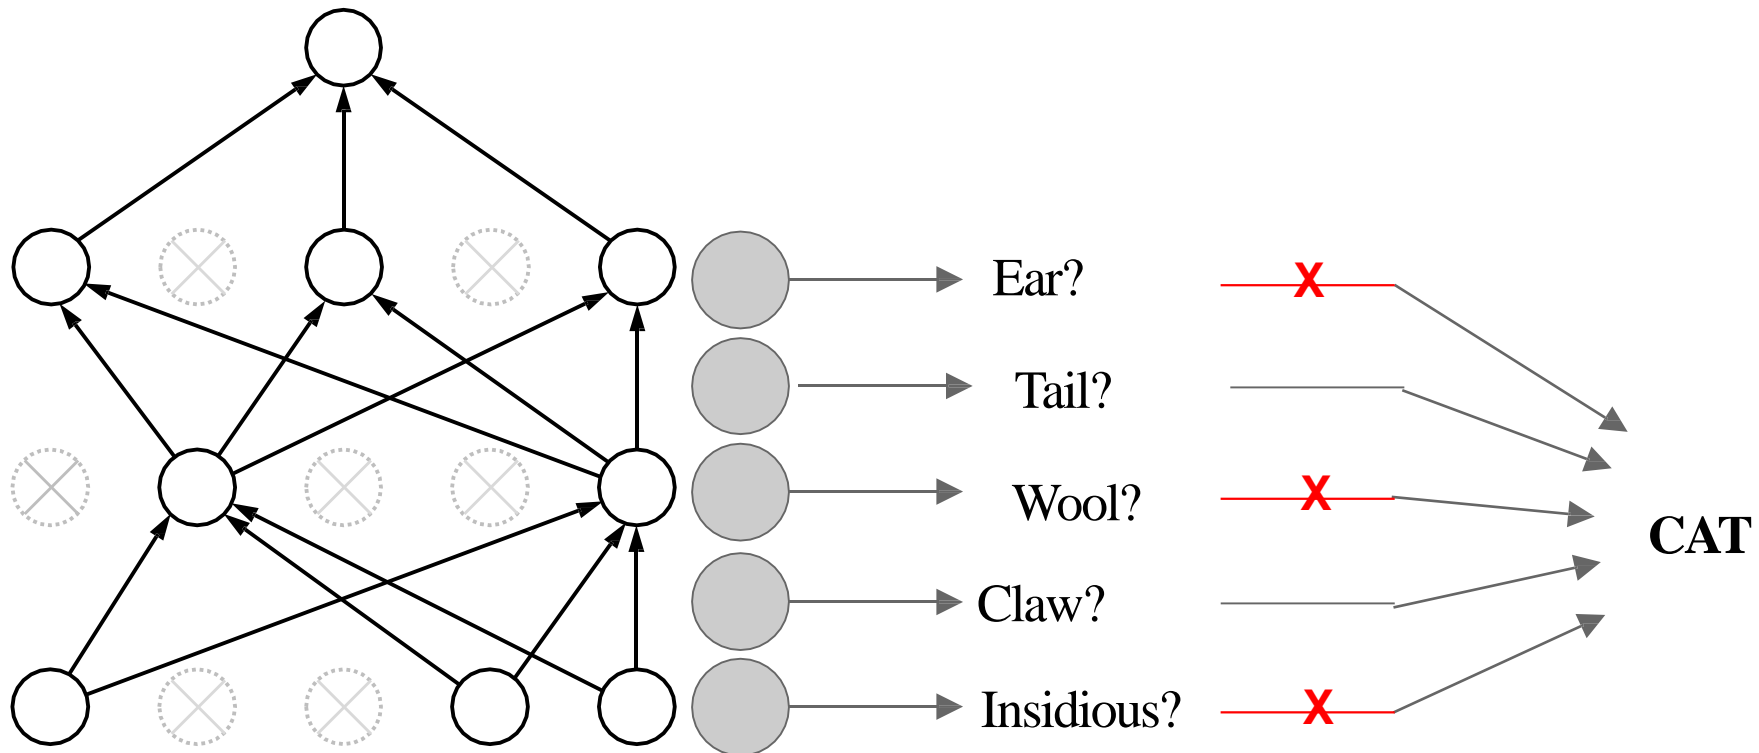 Ear?
X
Tail?
Wool?
X
CAT
Claw?
Insidious?
X